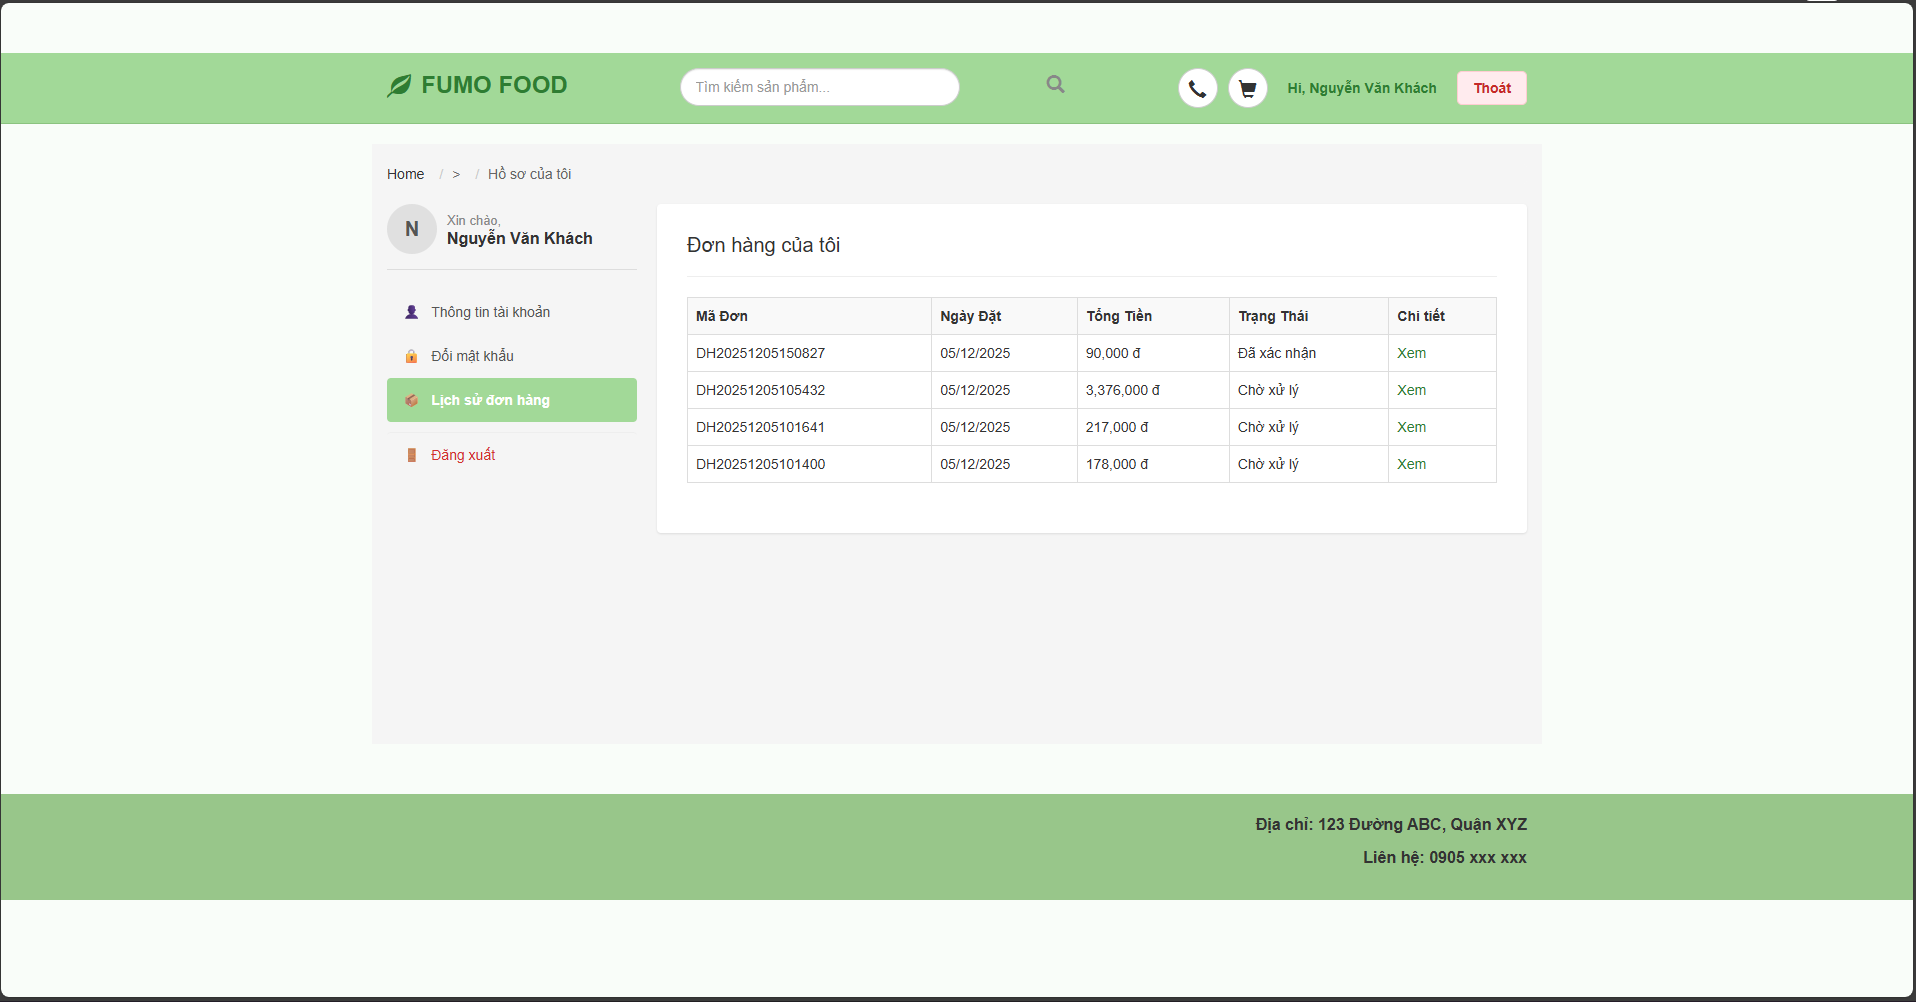 FUMO FOOD
Tìm kiếm sản phẩm...
Hi, Nguyễn Văn Khách
Thoát
Home / > / Hồ sơ của tôi
N
Xin chào,
Nguyễn Văn Khách
Thông tin tài khoản
Đổi mật khẩu
Lịch sử đơn hàng
Đăng xuất
Đơn hàng của tôi
Mã Đơn Ngày Đặt Tổng Tiền Trạng Thái Chi tiết
DH20251205150827 05/12/2025 90,000 đ Đã xác nhận Xem
DH20251205105432 05/12/2025 3,376,000 đ Chờ xử lý Xem
DH20251205101641 05/12/2025 217,000 đ Chờ xử lý Xem
DH20251205101400 05/12/2025 178,000 đ Chờ xử lý Xem
Địa chỉ: 123 Đường ABC, Quận XYZ
Liên hệ: 0905 xxx xxx